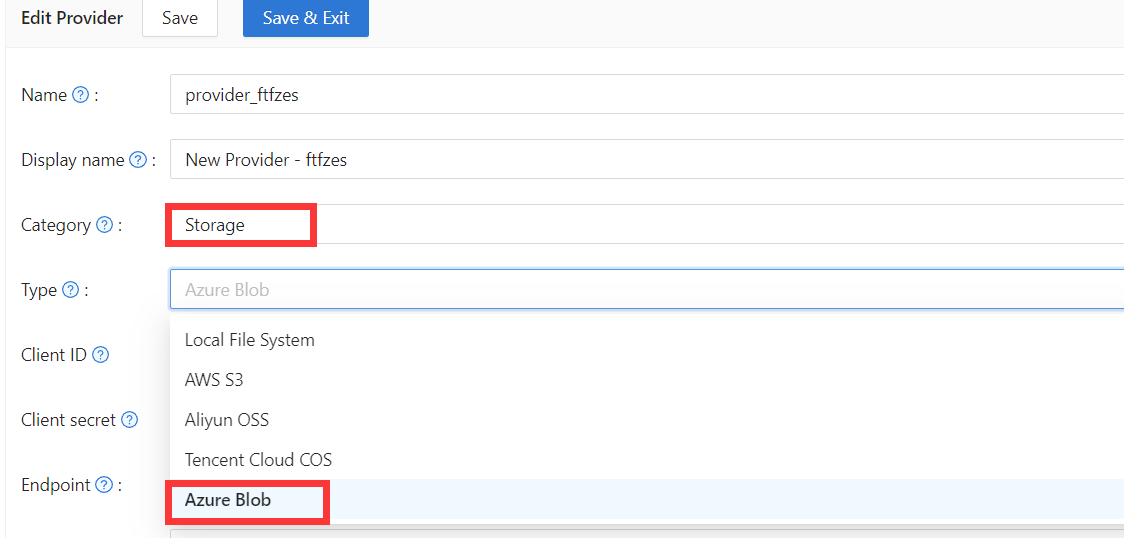 Edit Provider Save Save & Exit
Name ? : provider_ftfzes
Display name ? : New Provider - ftfzes
Category ? : Storage
Type ? : Azure Blob
Local File System
Client ID ?
AWS S3
Client secret ?
Aliyun OSS
Tencent Cloud COS
Endpoint ? :
Azure Blob